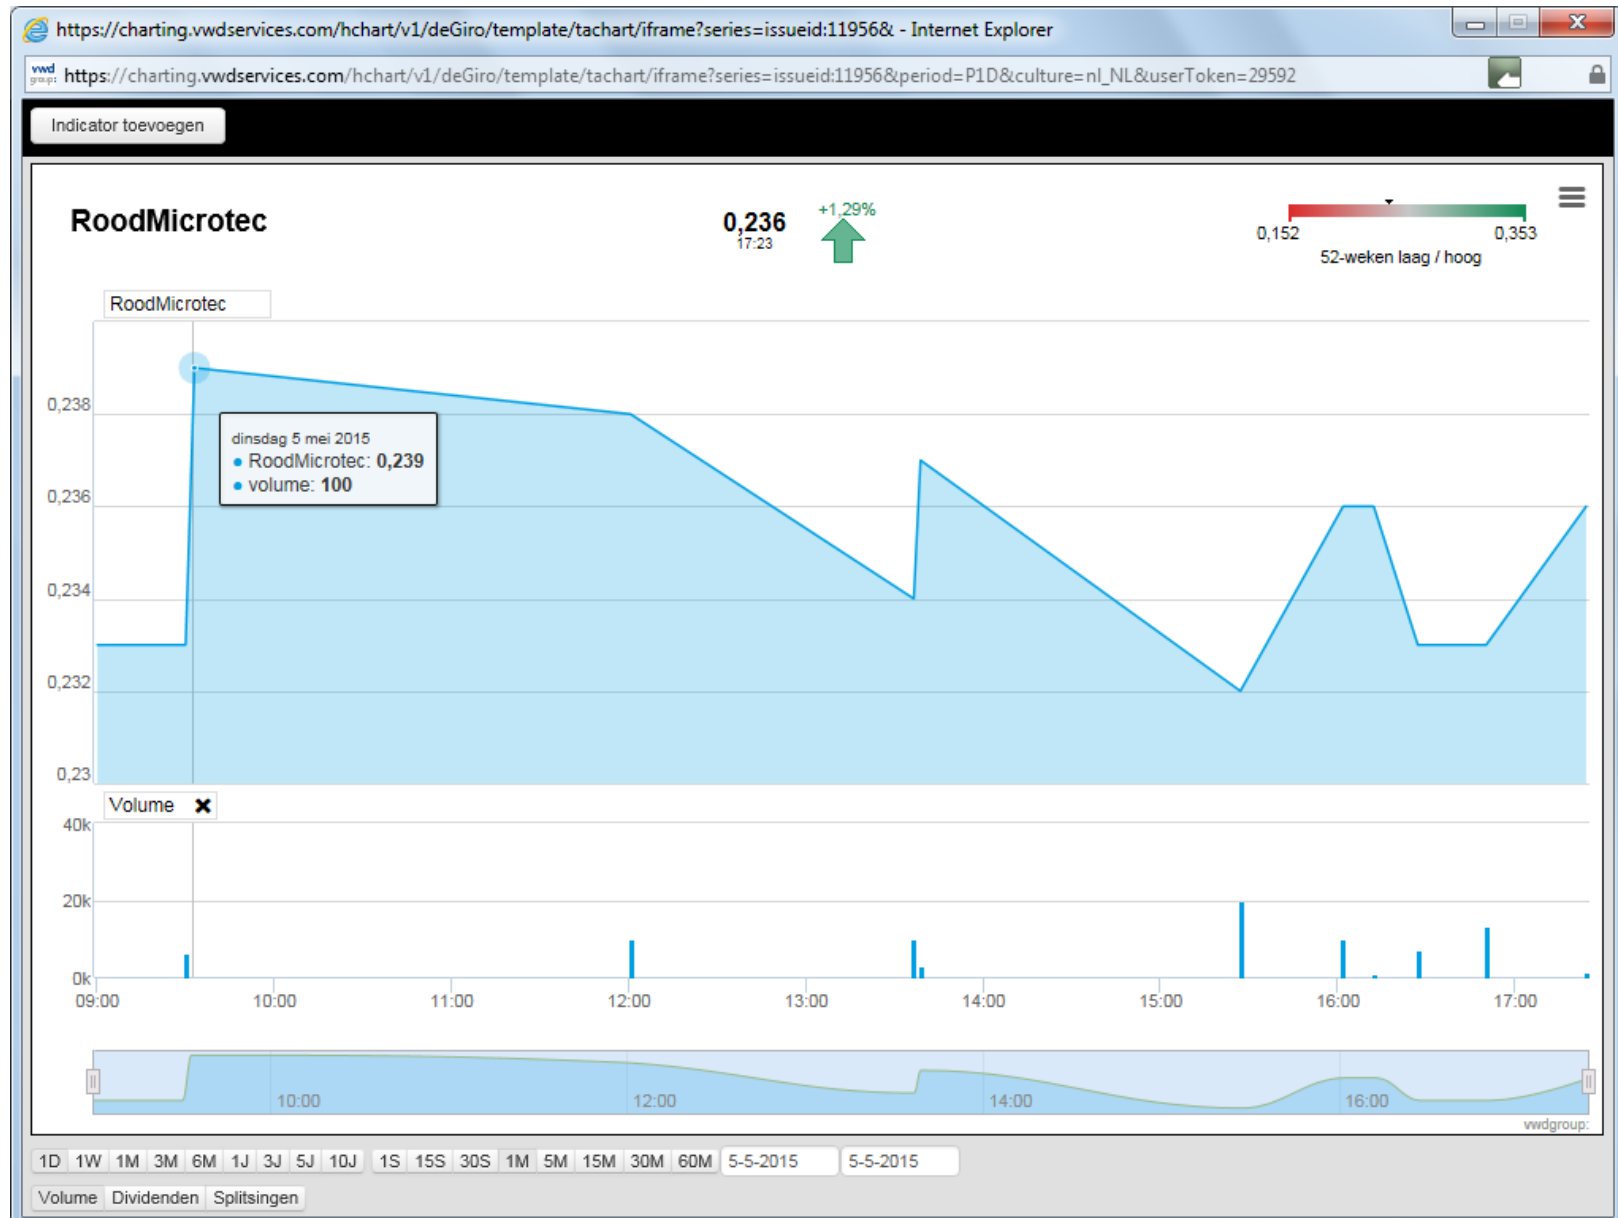 https://charting.vwdservices.com/hchart/v1/deGiro/template/tachart/iframe?series=issueid:11956& - Internet Explorer
vwd group: https://charting.vwdservices.com/hchart/v1/deGiro/template/tachart/iframe?series=issueid:11956&period=P1D&culture=nl_NL&userToken=29592
Indicator toevoegen
RoodMicrotec
0,236
17:23
+1,29%
0,152 0,353
52-weken laag / hoog
RoodMicrotec
0,238
dinsdag 5 mei 2015
RoodMicrotec: 0,239
volume: 100
0,236
0,234
0,232
0,23
Volume
40k
20k
0k
09:00 10:00 11:00 12:00 13:00 14:00 15:00 16:00 17:00
10:00 12:00 14:00 16:00
vwdgroup:
1D 1W 1M 3M 6M 1J 3J 5J 10J 1S 15S 30S 1M 5M 15M 30M 60M 5-5-2015 5-5-2015
Volume Dividenden Splitsingen